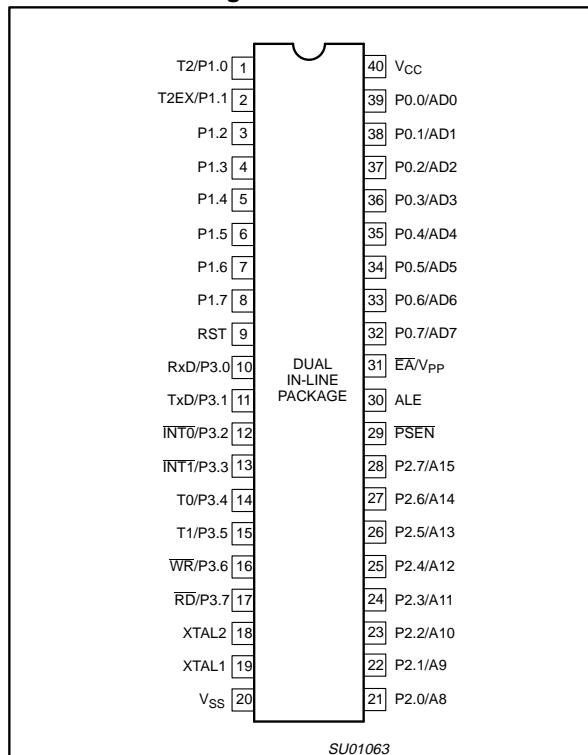 T2/P1.0 1 40 VCC
T2EX/P1.1 2 39 P0.0/AD0
P1.2 3 38 P0.1/AD1
P1.3 4 37 P0.2/AD2
P1.4 5 36 P0.3/AD3
P1.5 6 35 P0.4/AD4
P1.6 7 34 P0.5/AD5
P1.7 8 33 P0.6/AD6
RST 9 32 P0.7/AD7
RxD/P3.0 10 31 E̅A̅/VPP
TxD/P3.1 11 30 ALE
I̅N̅T̅0̅/P3.2 12 29 P̅S̅E̅N̅
I̅N̅T̅1̅/P3.3 13 28 P2.7/A15
T0/P3.4 14 27 P2.6/A14
T1/P3.5 15 26 P2.5/A13
W̅R̅/P3.6 16 25 P2.4/A12
R̅D̅/P3.7 17 24 P2.3/A11
XTAL2 18 23 P2.2/A10
XTAL1 19 22 P2.1/A9
VSS 20 21 P2.0/A8
DUAL
IN-LINE
PACKAGE
SU01063